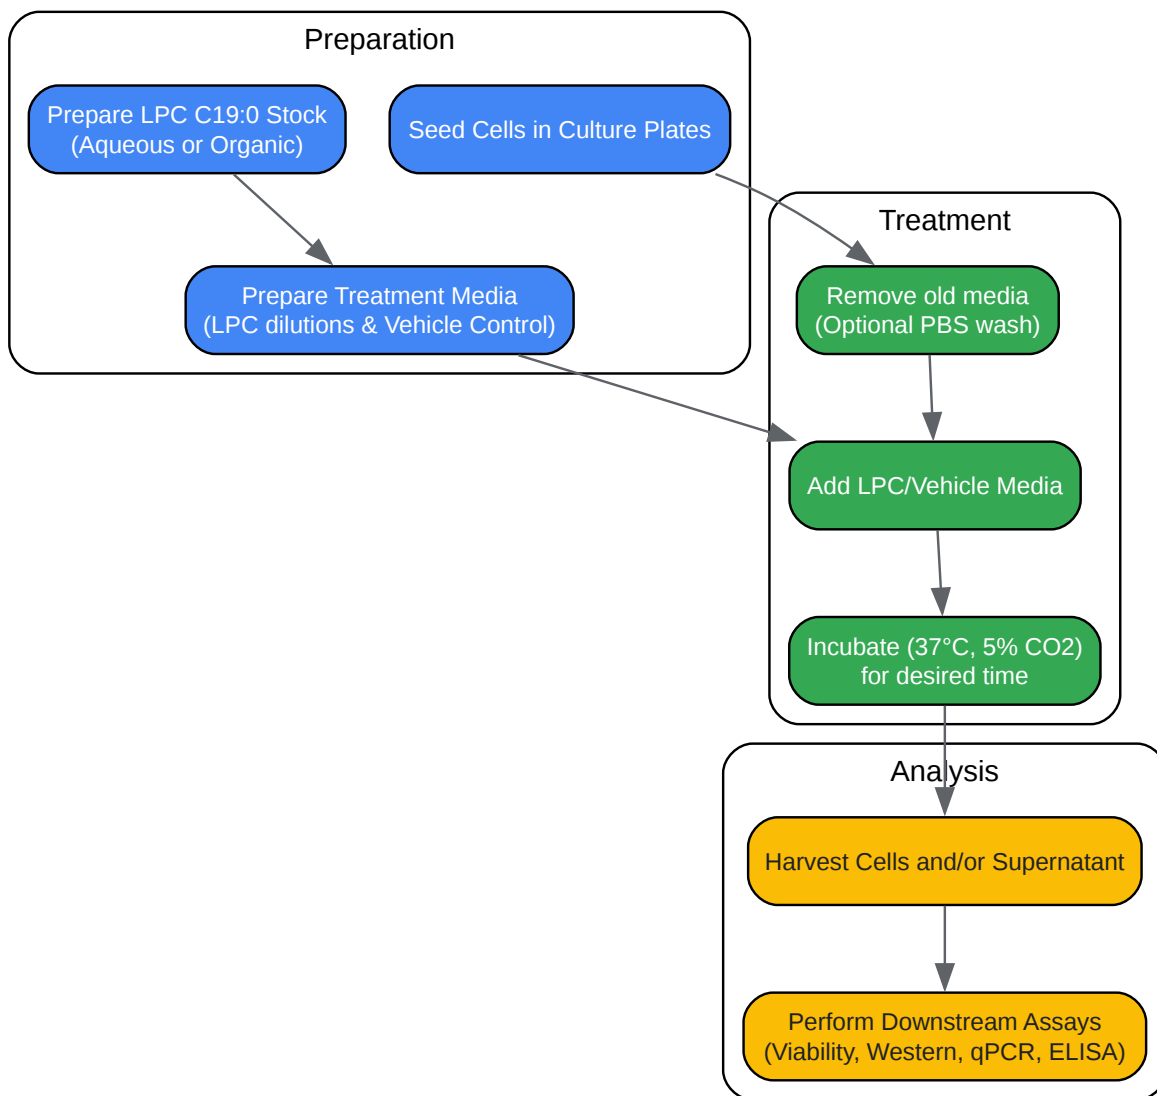 Preparation
Prepare LPC C19:0 Stock
(Aqueous or Organic)
Seed Cells in Culture Plates
Prepare Treatment Media
(LPC dilutions & Vehicle Control)
Treatment
Remove old media
(Optional PBS wash)
Add LPC/Vehicle Media
Incubate (37°C, 5% CO2)
for desired time
Analysis
Harvest Cells and/or Supernatant
Perform Downstream Assays
(Viability, Western, qPCR, ELISA)